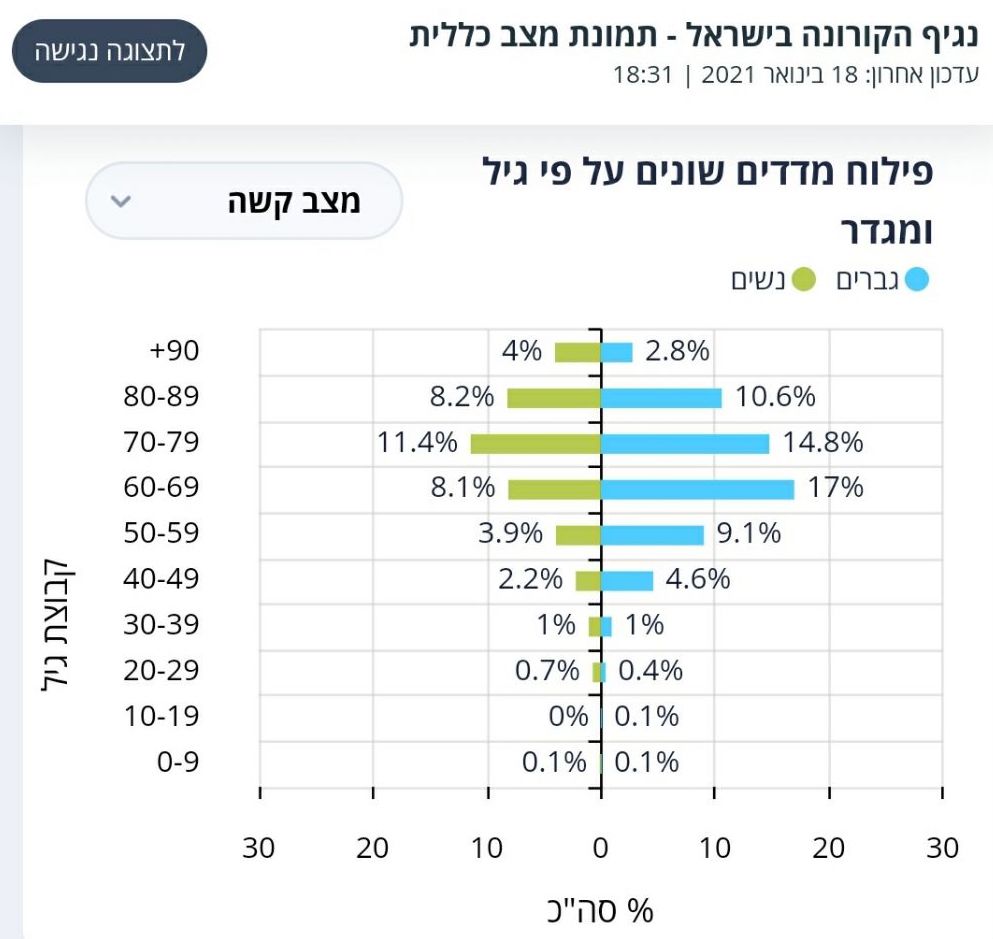 נגיף הקורונה בישראל - תמונת מצב כללית
עדכון אחרון: 18 בינואר 2021 | 18:31
לתצוגה נגישה
פילוח מדדים שונים על פי גיל
ומגדר
מצב קשה
גברים נשים
+90 4% 2.8%
80-89 8.2% 10.6%
70-79 11.4% 14.8%
60-69 8.1% 17%
50-59 3.9% 9.1%
40-49 2.2% 4.6%
30-39 1% 1%
20-29 0.7% 0.4%
10-19 0% 0.1%
0-9 0.1% 0.1%
קבוצת גיל
30 20 10 0 10 20 30
% סה"כ